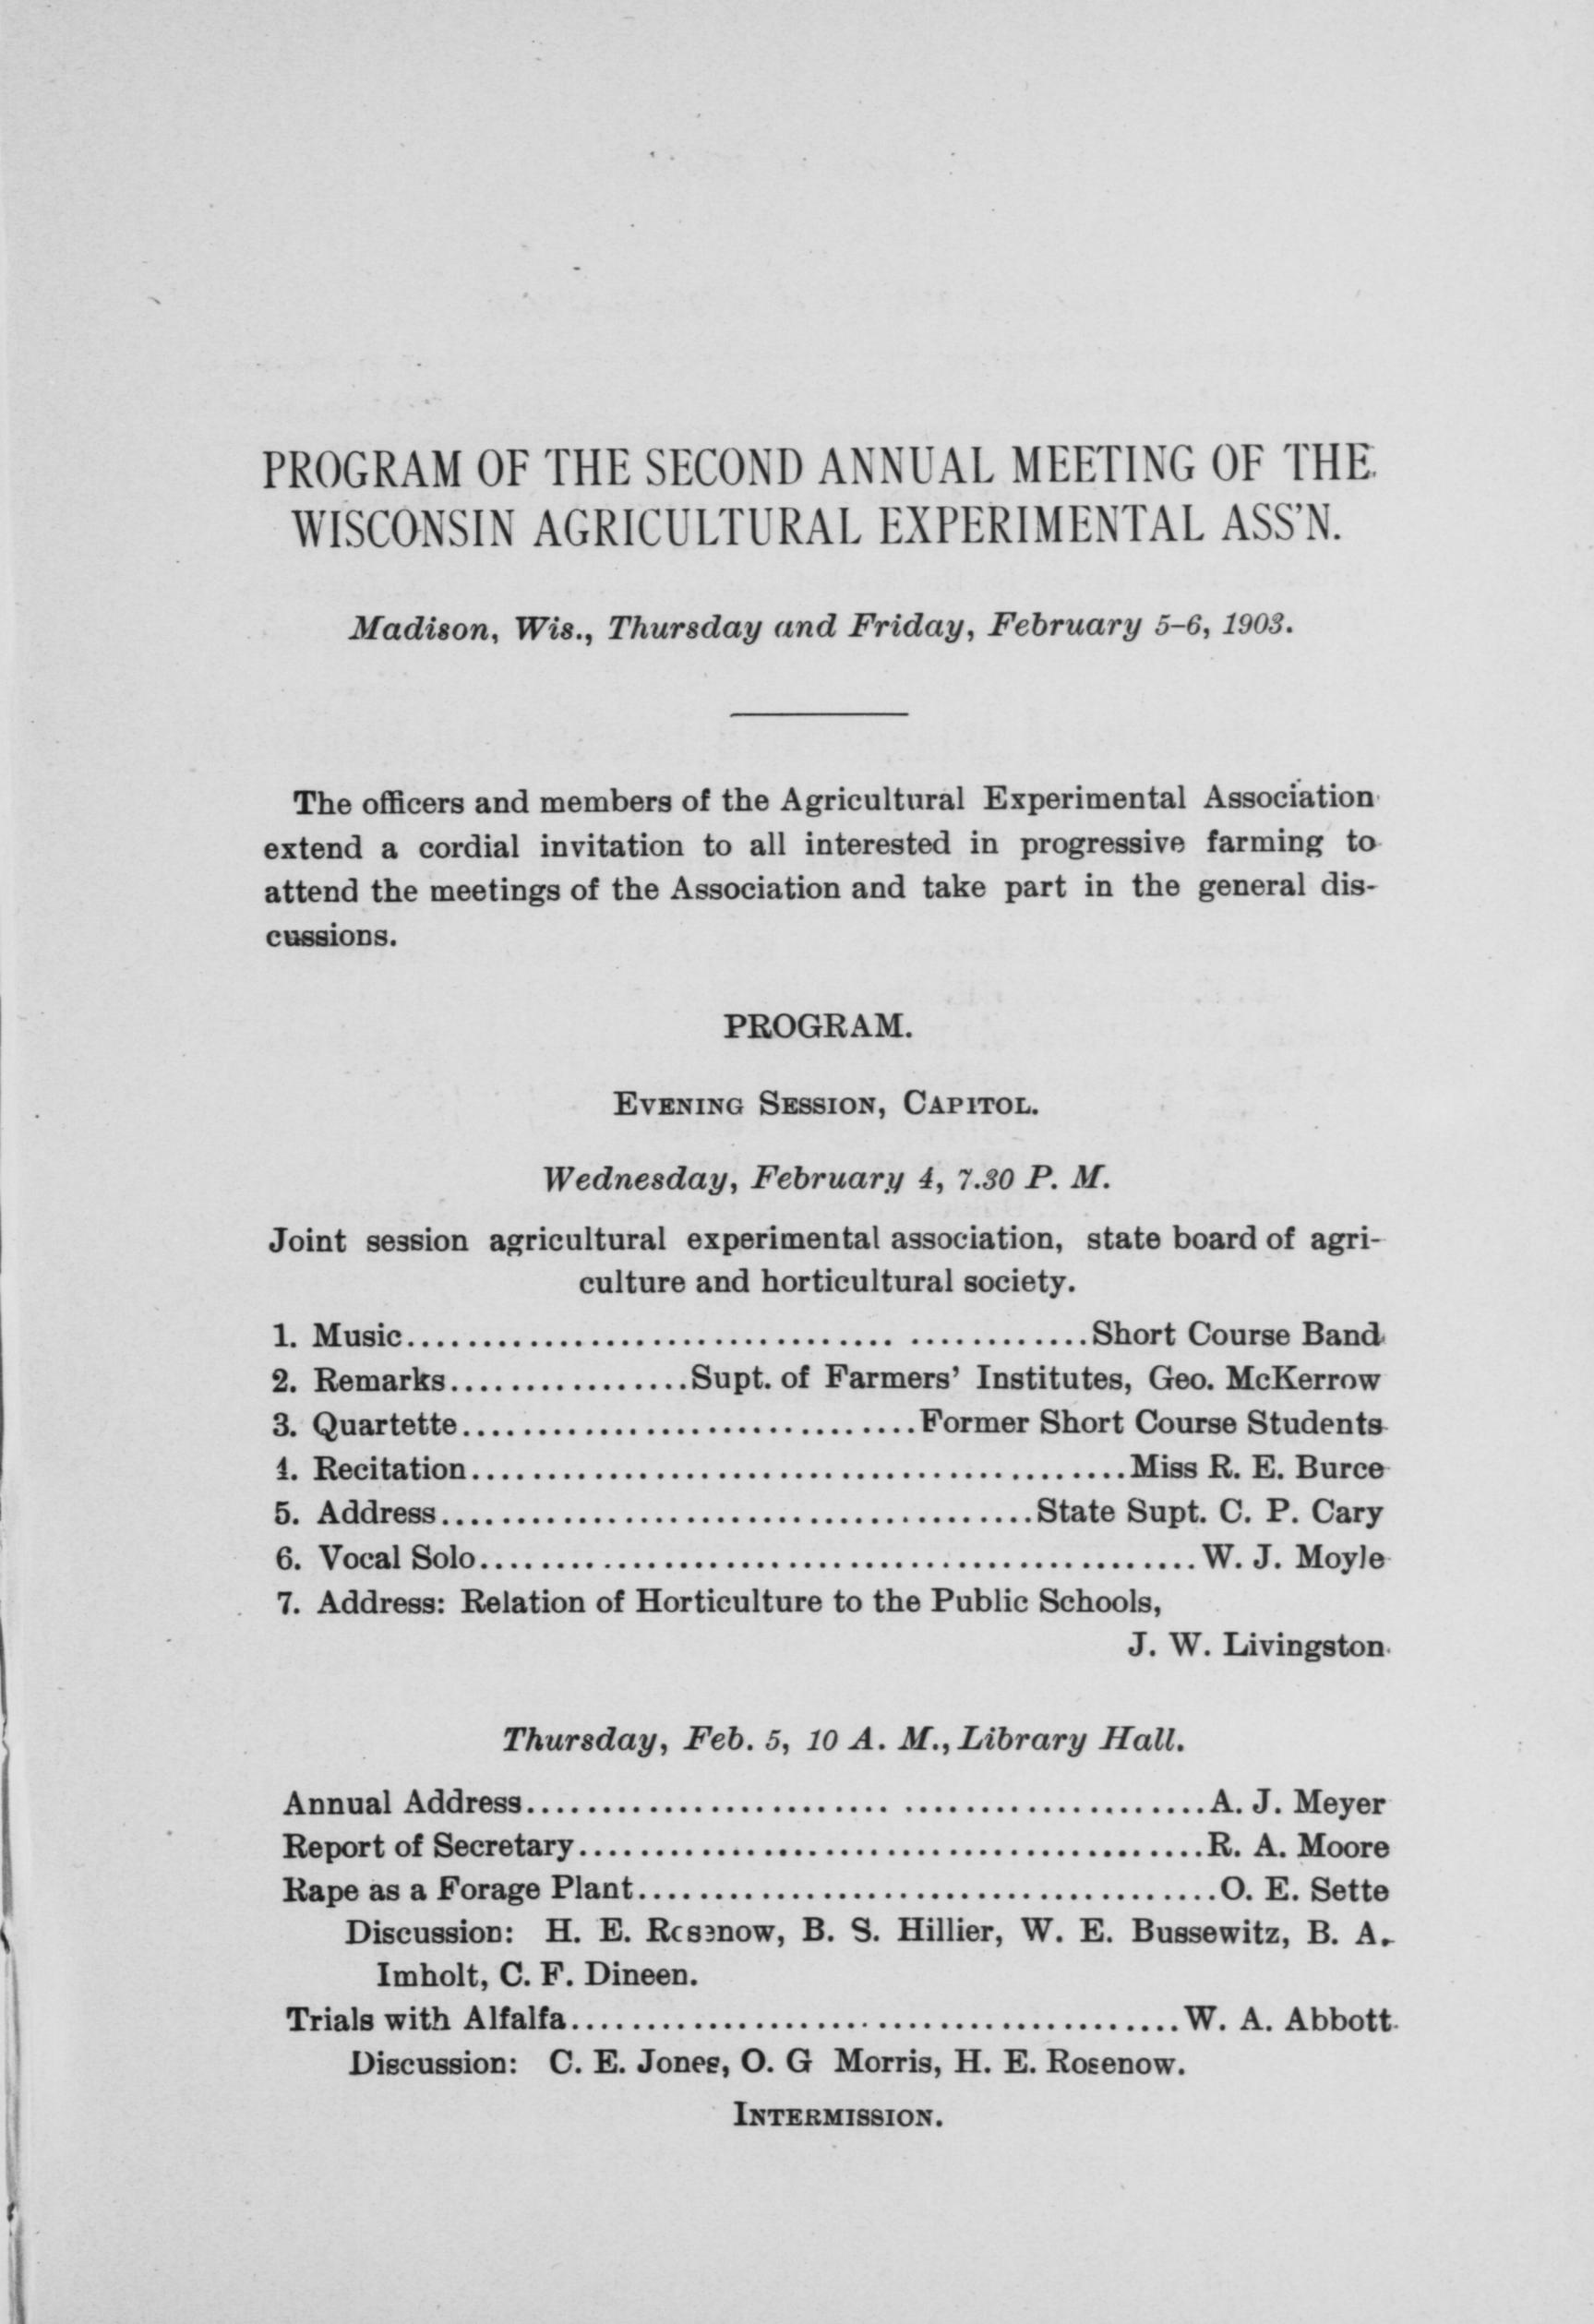 PROGRAM OF THE SECOND ANNUAL MEETING OF THE
WISCONSIN AGRICULTURAL EXPERIMENTAL ASS'N.
Madison, Wis., Thursday and Friday, February 5-6, 1903.
The officers and members of the Agricultural Experimental Association
extend a cordial invitation to all interested in progressive farming to
attend the meetings of the Association and take part in the general dis-
cussions.
PROGRAM.
EVENING SESSION, CAPITOL.
Wednesday, February 4, 7.30 P. M.
Joint session agricultural experimental association, state board of agri-
culture and horticultural society.
1. Music............................................Short Course Band
2. Remarks................Supt. of Farmers' Institutes, Geo. McKerrow
3. Quartette..............................Former Short Course Students
4. Recitation...........................................Miss R. E. Burce
5. Address.......................................State Supt. C. P. Cary
6. Vocal Solo...............................................W. J. Moyle
7. Address: Relation of Horticulture to the Public Schools,
J. W. Livingston.
Thursday, Feb. 5, 10 A. M., Library Hall.
Annual Address............................................A. J. Meyer
Report of Secretary.........................................R. A. Moore
Rape as a Forage Plant......................................O. E. Sette
Discussion: H. E. Rosenow, B. S. Hillier, W. E. Bussewitz, B. A.
Imholt, C. F. Dineen.
Trials with Alfalfa........................................W. A. Abbott.
Discussion: C. E. Jones, O. G Morris, H. E. Rosenow.
INTERMISSION.